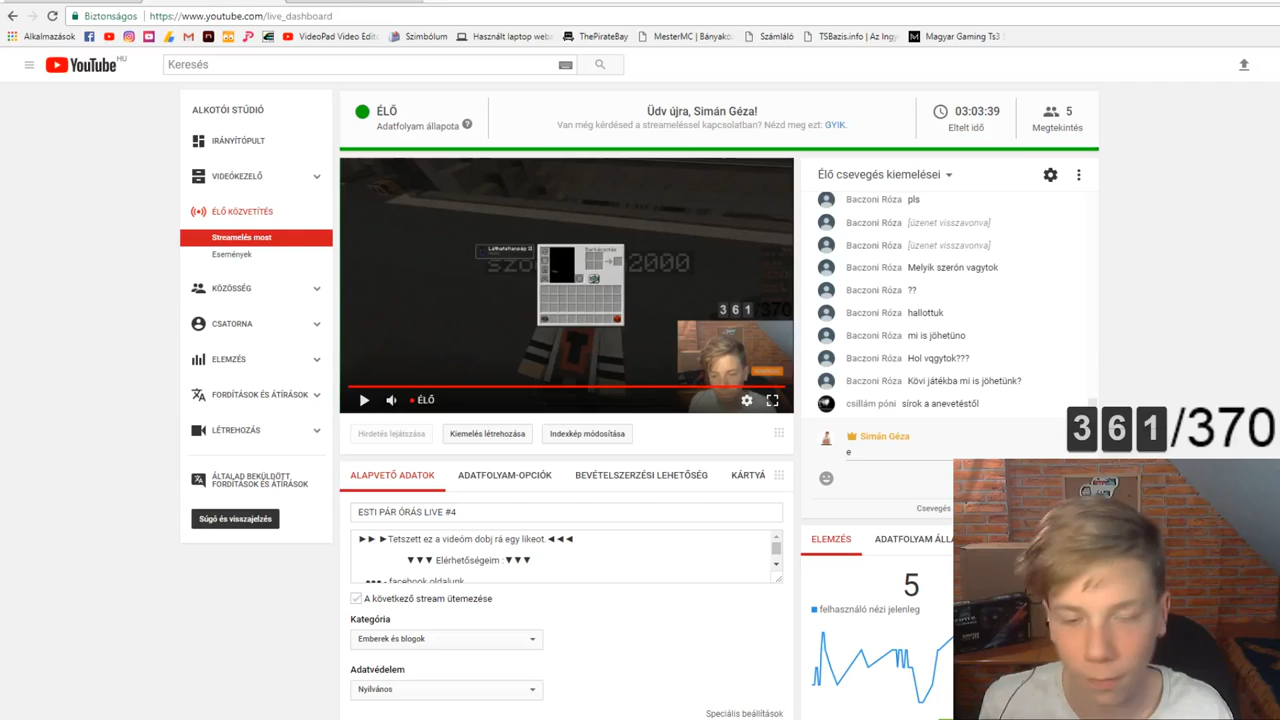 Biztonságos https://www.youtube.com/live_dashboard
Alkalmazások VideoPad Video Edit Szimbólum Használt laptop web ThePirateBay MesterMC | Bányakó Számláló TSBazis.info | Az Ingy Magyar Gaming Ts3
YouTube HU
Keresés
ALKOTÓI STÚDIÓ
IRÁNYÍTÓPULT
VIDEÓKEZELŐ
ÉLŐ KÖZVETÍTÉS
Streamelés most
Események
KÖZÖSSÉG
CSATORNA
ELEMZÉS
FORDÍTÁSOK ÉS ÁTÍRÁSOK
LÉTREHOZÁS
ÁLTALAD BEKÜLDÖTT
FORDÍTÁSOK ÉS ÁTÍRÁSOK
Súgó és visszajelzés
ÉLŐ
Adatfolyam állapota ?
Üdv újra, Simán Géza!
Van még kérdésed a streameléssel kapcsolatban? Nézd meg ezt: GYIK.
03:03:39
Eltelt idő
5
Megtekintés
2000
361/370
ÉLŐ
Hirdetés lejátszása
Kiemelés létrehozása
Indexkép módosítása
ALAPVETŐ ADATOK ADATFOLYAM-OPCIÓK BEVÉTELSZERZÉSI LEHETŐSÉG KÁRTYÁ
ESTI PÁR ÓRÁS LIVE #4
►► ►Tetszett ez a videóm dobj rá egy likeot.◄◄◄
▼▼▼ Elérhetőségeim :▼▼▼
●●●- facebook oldalunk
A következő stream ütemezése
Kategória
Emberek és blogok
Adatvédelem
Nyilvános
Speciális beállítások
Élő csevegés kiemelései
Baczoni Róza pls
Baczoni Róza [üzenet visszavonva]
Baczoni Róza [üzenet visszavonva]
Baczoni Róza Melyik szerón vagytok
Baczoni Róza ??
Baczoni Róza hallottuk
Baczoni Róza mi is jöhetüno
Baczoni Róza Hol vqgytok???
Baczoni Róza Kövi játékba mi is jöhetünk?
csillám póni sírok a anevetéstől
Simán Géza
e
Csevegés
361/370
ELEMZÉS ADATFOLYAM ÁLL
5
felhasználó nézi jelenleg